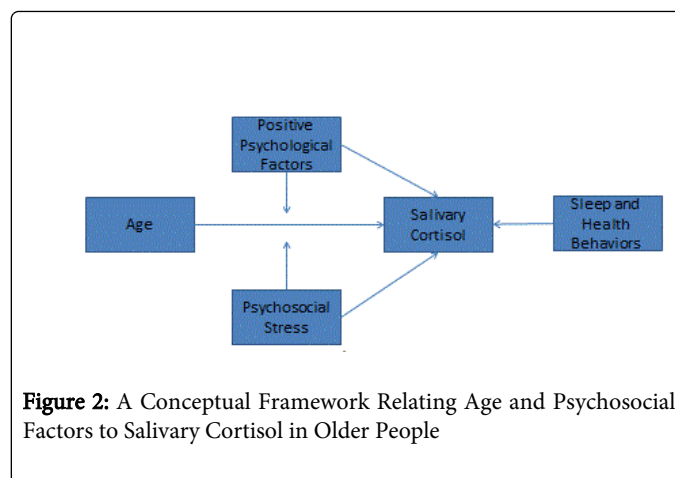 Positive
Psychological
Factors
Age
Salivary
Cortisol
Sleep and
Health
Behaviors
Psychosocial
Stress
Figure 2: A Conceptual Framework Relating Age and Psychosocial
Factors to Salivary Cortisol in Older People